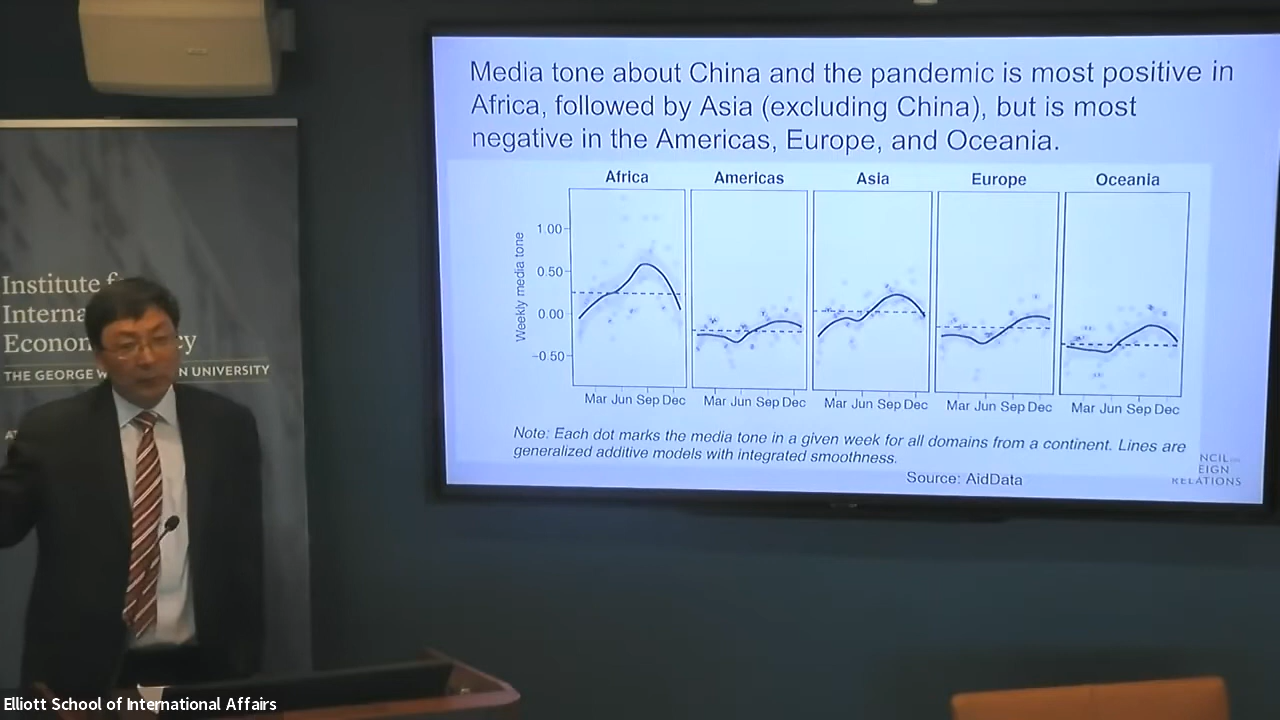 Media tone about China and the pandemic is most positive in
Africa, followed by Asia (excluding China), but is most
negative in the Americas, Europe, and Oceania.
Africa
Americas
Asia
Europe
Oceania
Weekly media tone
1.00
0.50
0.00
-0.50
Mar Jun Sep Dec
Mar Jun Sep Dec
Mar Jun Sep Dec
Mar Jun Sep Dec
Mar Jun Sep Dec
Note: Each dot marks the media tone in a given week for all domains from a continent. Lines are
generalized additive models with integrated smoothness.
Source: AidData
NCIL
EIGN
RELATIONS
Institute f
Interna
Econom cy
THE GEORGE W N UNIVERSITY
AT
Elliott School of International Affairs